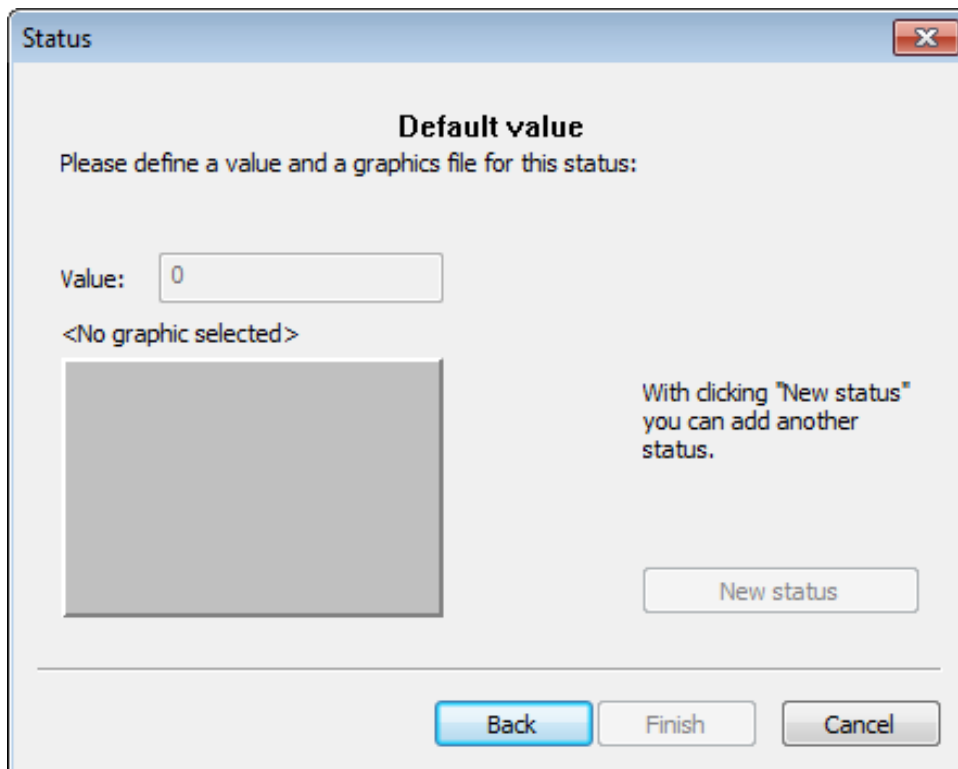 Status
Default value
Please define a value and a graphics file for this status:
Value: 0
<No graphic selected>
With clicking "New status"
you can add another
status.
New status
Back Finish Cancel